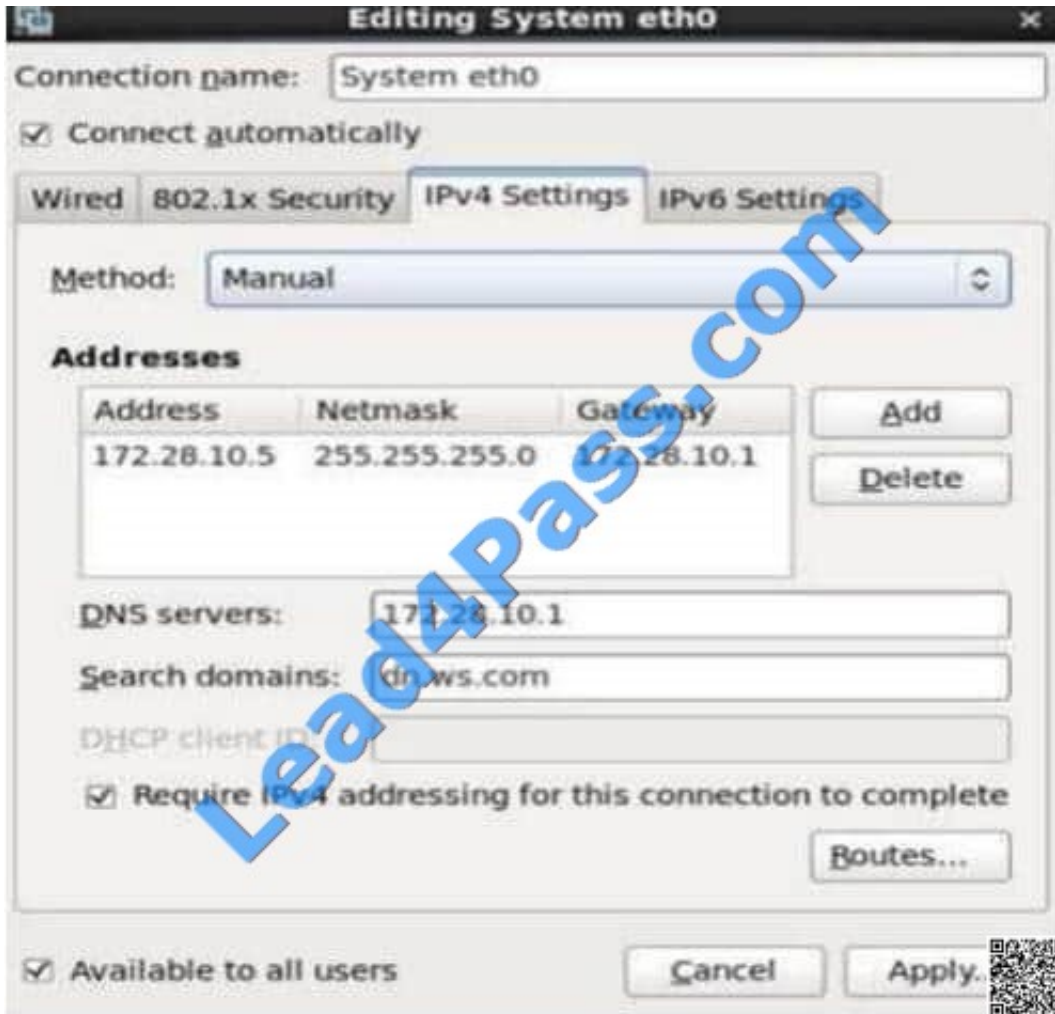 Editing System eth0
Connection name: System eth0
Connect automatically
Wired 802.1x Security IPv4 Settings IPv6 Settings
Method: Manual
Addresses
Address Netmask Gateway
172.28.10.5 255.255.255.0 172.28.10.1
Add
Delete
DNS servers: 172.28.10.1
Search domains: dn.ws.com
DHCP client ID:
Require IPv4 addressing for this connection to complete
Routes...
Available to all users
Cancel
Apply...
Lead4Pass.com